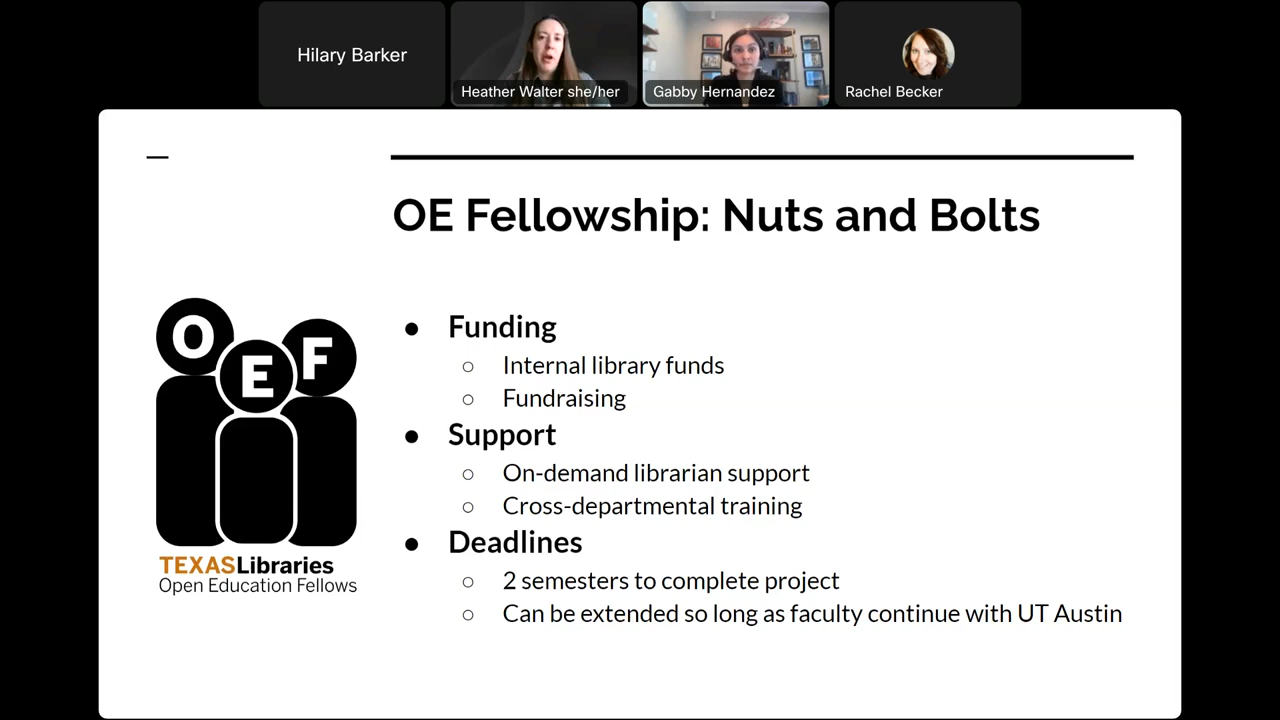 Hilary Barker
Heather Walter she/her
Gabby Hernandez
Rachel Becker
OE Fellowship: Nuts and Bolts
O
E
F
TEXASLibraries
Open Education Fellows
● Funding
○ Internal library funds
○ Fundraising
● Support
○ On-demand librarian support
○ Cross-departmental training
● Deadlines
○ 2 semesters to complete project
○ Can be extended so long as faculty continue with UT Austin